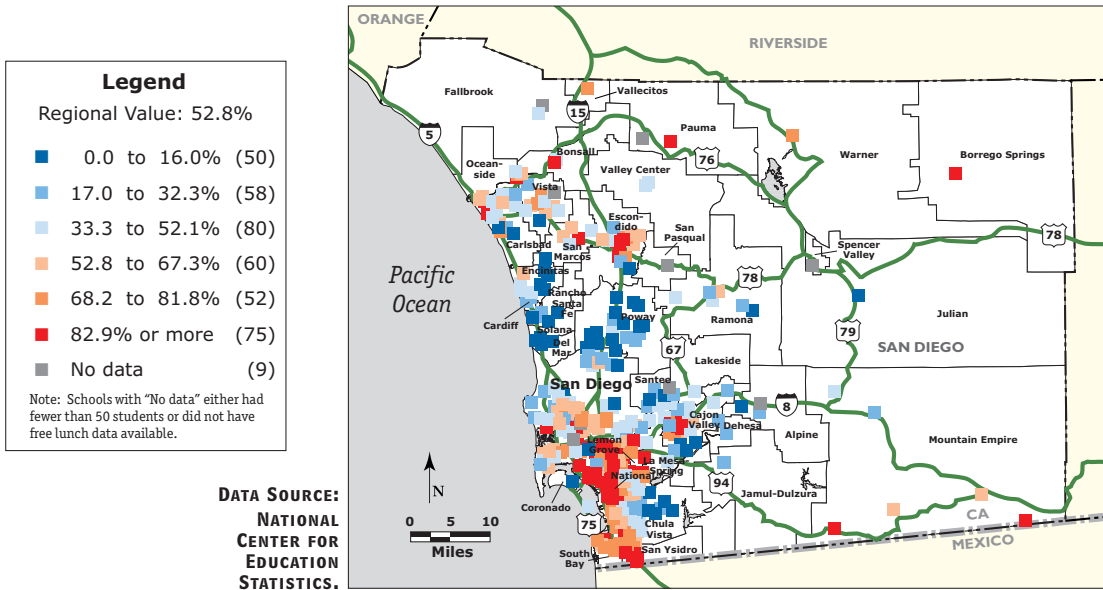 Legend
Regional Value: 52.8%
0.0 to 16.0% (50)
17.0 to 32.3% (58)
33.3 to 52.1% (80)
52.8 to 67.3% (60)
68.2 to 81.8% (52)
82.9% or more (75)
No data (9)
Note: Schools with “No data” either had
fewer than 50 students or did not have
free lunch data available.
DATA SOURCE:
NATIONAL
CENTER FOR
EDUCATION
STATISTICS.
ORANGE
RIVERSIDE
Fallbrook
Vallecitos
15
5
Pauma
Bonsall
76
Warner
Borrego Springs
Ocean-
side
Valley Center
Vista
Escon-
dido
San
Pasqual
Carlsbad
San
Marcos
Spencer
Valley
78
Encinitas
78
Pacific
Ocean
Rancho
Santa
Fe
Cardiff
Poway
Ramona
Julian
Solana
79
Del
Mar
67
SAN DIEGO
Lakeside
San Diego
Santee
8
Cajon
Valley
Dehesa
Alpine
Mountain Empire
Lemon
Grove
La Mesa-
Spring
National
94
Jamul-Dulzura
N
Coronado
0 5 10
Miles
75
Chula
Vista
CA
MEXICO
South
Bay
San Ysidro